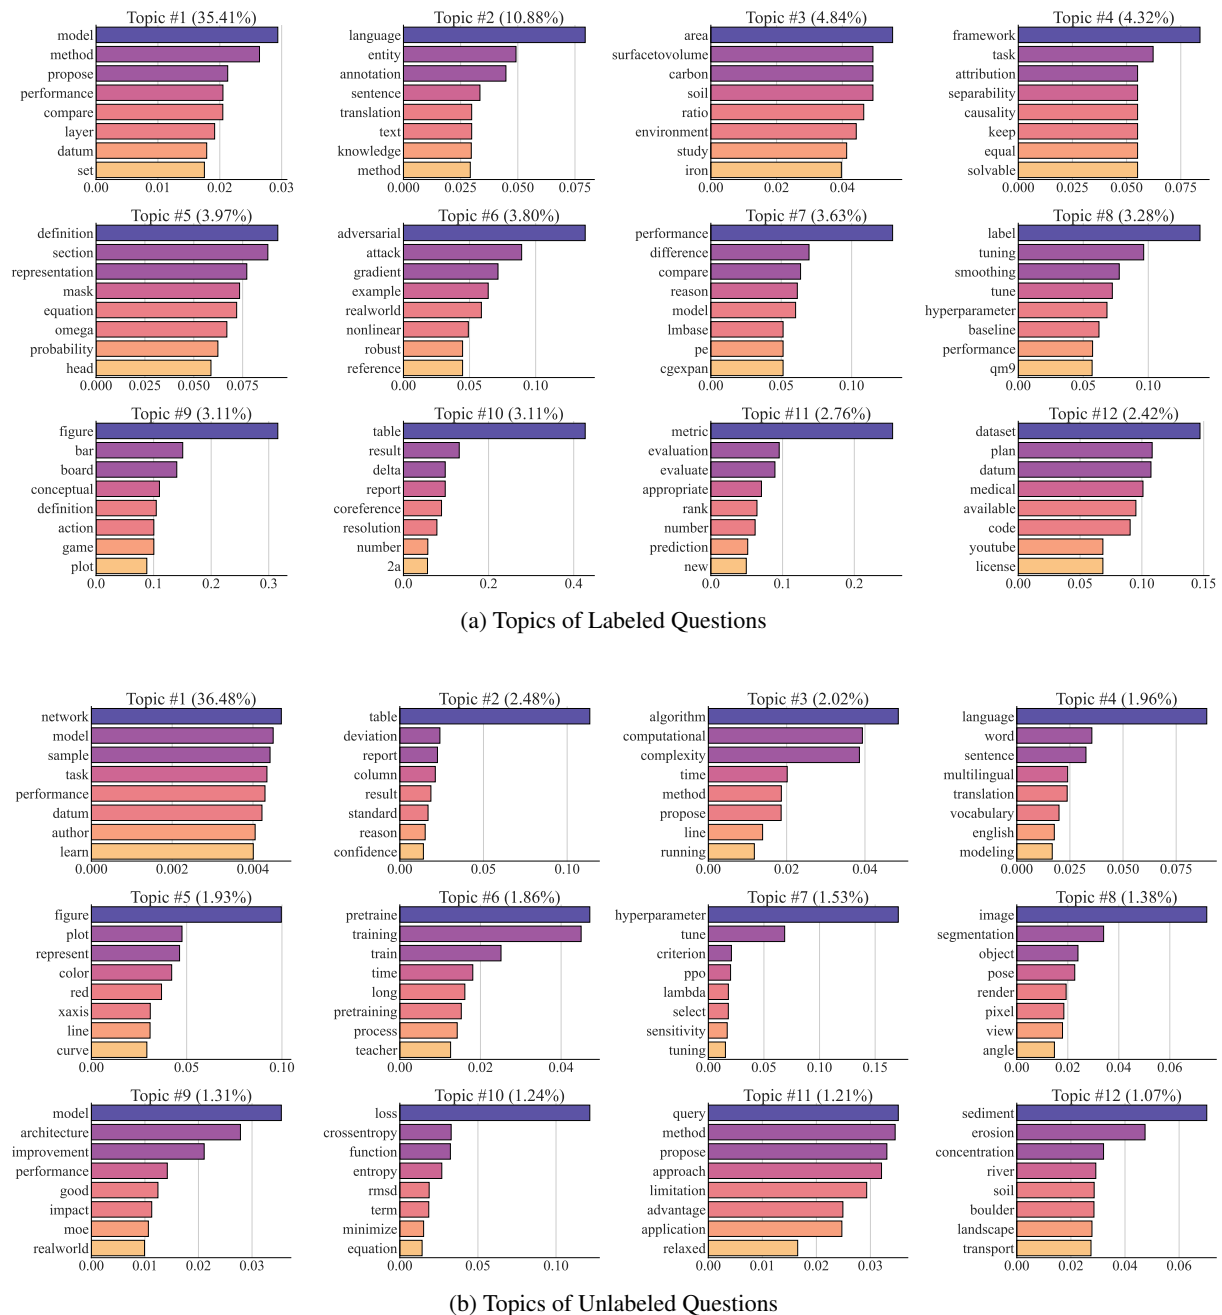 Topic #1 (35.41%)
model
method
propose
performance
compare
layer
datum
set
0.00 0.02 0.03
Topic #2 (10.88%)
language
entity
annotation
sentence
translation
text
knowledge
method
0.000 0.025 0.050 0.075
Topic #3 (4.84%)
area
surfacetovolume
carbon
soil
ratio
environment
study
iron
0.00 0.02 0.04
Topic #4 (4.32%)
framework
task
attribution
separability
causality
keep
equal
solvable
0.000 0.025 0.050 0.075
Topic #5 (3.97%)
definition
section
representation
mask
equation
omega
probability
head
0.000 0.025 0.050 0.075
Topic #6 (3.80%)
adversarial
attack
gradient
example
realworld
nonlinear
robust
reference
0.00 0.05 0.10
Topic #7 (3.63%)
performance
difference
compare
reason
model
lmbase
pe
cgexpan
0.00 0.05 0.10
Topic #8 (3.28%)
label
tuning
smoothing
tune
hyperparameter
baseline
performance
qm9
0.00 0.05 0.10
Topic #9 (3.11%)
figure
bar
board
conceptual
definition
action
game
plot
0.0 0.1 0.2 0.3
Topic #10 (3.11%)
table
result
delta
report
coreference
resolution
number
2a
0.0 0.2 0.4
Topic #11 (2.76%)
metric
evaluation
evaluate
appropriate
rank
number
prediction
new
0.0 0.1 0.2
Topic #12 (2.42%)
dataset
plan
datum
medical
available
code
youtube
license
0.00 0.05 0.10 0.15
(a) Topics of Labeled Questions
Topic #1 (36.48%)
network
model
sample
task
performance
datum
author
learn
0.000 0.002 0.004
Topic #2 (2.48%)
table
deviation
report
column
result
standard
reason
confidence
0.00 0.05 0.10
Topic #3 (2.02%)
algorithm
computational
complexity
time
method
propose
line
running
0.00 0.02 0.04
Topic #4 (1.96%)
language
word
sentence
multilingual
translation
vocabulary
english
modeling
0.000 0.025 0.050 0.075
Topic #5 (1.93%)
figure
plot
represent
color
red
xaxis
line
curve
0.00 0.05 0.10
Topic #6 (1.86%)
pretraine
training
train
time
long
pretraining
process
teacher
0.00 0.02 0.04
Topic #7 (1.53%)
hyperparameter
tune
criterion
ppo
lambda
select
sensitivity
tuning
0.00 0.05 0.10 0.15
Topic #8 (1.38%)
image
segmentation
object
pose
render
pixel
view
angle
0.00 0.02 0.04 0.06
Topic #9 (1.31%)
model
architecture
improvement
performance
good
impact
moe
realworld
0.00 0.01 0.02 0.03
Topic #10 (1.24%)
loss
crossentropy
function
entropy
rmsd
term
minimize
equation
0.00 0.05 0.10
Topic #11 (1.21%)
query
method
propose
approach
limitation
advantage
application
relaxed
0.00 0.01 0.02 0.03
Topic #12 (1.07%)
sediment
erosion
concentration
river
soil
boulder
landscape
transport
0.00 0.02 0.04 0.06
(b) Topics of Unlabeled Questions